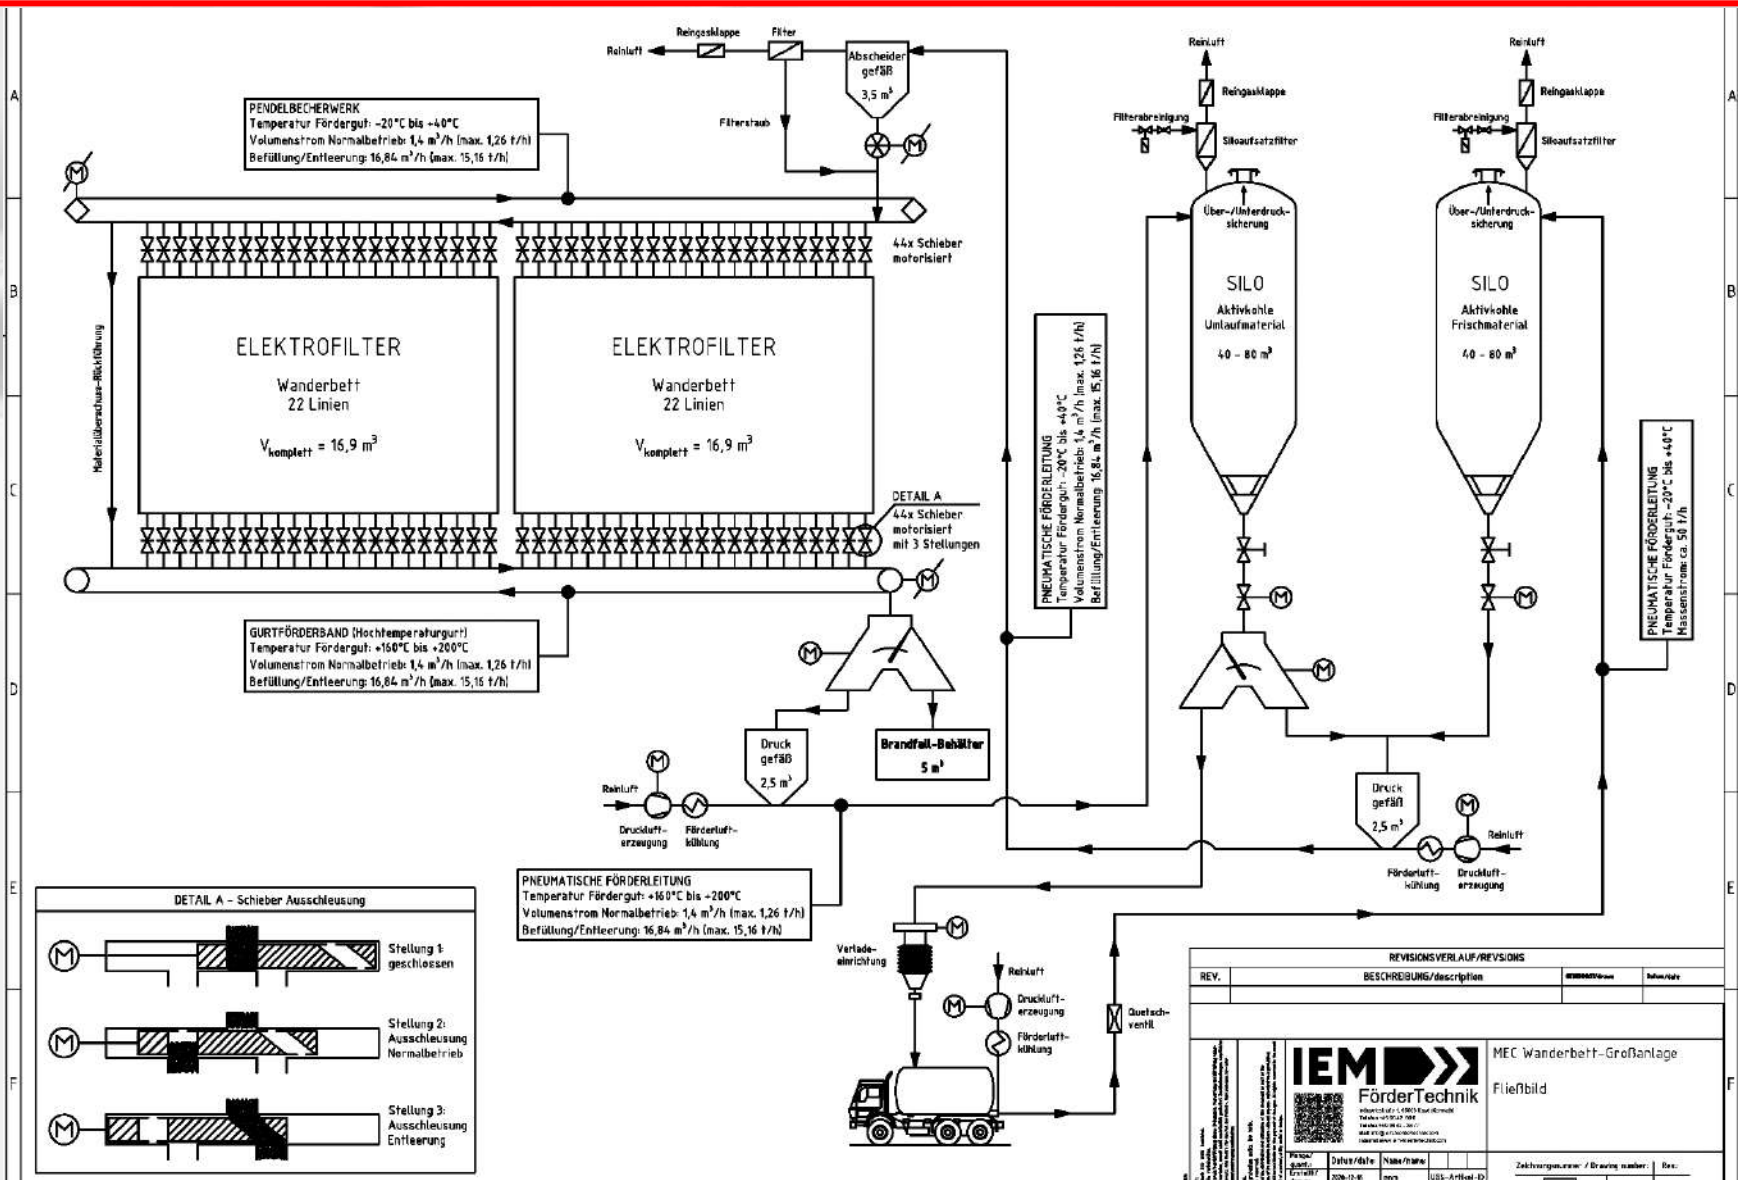 Reinluft
Reingasklappe
Filter
Abscheider
gefäß
3,5 m³
Filterstaub
M
PENDELBECHERWERK
Temperatur Fördergut: -20°C bis +40°C
Volumenstrom Normalbetrieb: 1,4 m³/h (max. 1,26 t/h)
Befüllung/Entleerung: 16,84 m³/h (max. 15,16 t/h)
M
44x Schieber
motorisiert
Materialüberschuss-Rückführung
ELEKTROFILTER
Wanderbett
22 Linien
Vkomplett = 16,9 m³
ELEKTROFILTER
Wanderbett
22 Linien
Vkomplett = 16,9 m³
DETAIL A
44x Schieber
motorisiert
mit 3 Stellungen
M
GURTFÖRDERBAND (Hochtemperaturgurt)
Temperatur Fördergut: +160°C bis +200°C
Volumenstrom Normalbetrieb: 1,4 m³/h (max. 1,26 t/h)
Befüllung/Entleerung: 16,84 m³/h (max. 15,16 t/h)
M
Druck
gefäß
2,5 m³
Brandfall-Behälter
5 m³
M
Reinluft
Druckluft-
erzeugung
Förderluft-
kühlung
PNEUMATISCHE FÖRDERLEITUNG
Temperatur Fördergut: +160°C bis +200°C
Volumenstrom Normalbetrieb: 1,4 m³/h (max. 1,26 t/h)
Befüllung/Entleerung: 16,84 m³/h (max. 15,16 t/h)
PNEUMATISCHE FÖRDERLEITUNG
Temperatur Fördergut: -20°C bis +40°C
Volumenstrom Normalbetrieb: 1,4 m³/h (max. 1,26 t/h)
Befüllung/Entleerung: 16,84 m³/h (max. 15,16 t/h)
Reinluft
Reingasklappe
Filterabreinigung
Siloaufsatzfilter
Über-/Unterdruck-
sicherung
SILO
Aktivkohle
Umlaufmaterial
40 - 80 m³
M
M
Reinluft
Reingasklappe
Filterabreinigung
Siloaufsatzfilter
Über-/Unterdruck-
sicherung
SILO
Aktivkohle
Frischmaterial
40 - 80 m³
M
PNEUMATISCHE FÖRDERLEITUNG
Temperatur Fördergut: -20°C bis +40°C
Massenstrom: ca. 50 t/h
Druck
gefäß
2,5 m³
M
Reinluft
Förderluft-
kühlung
Druckluft-
erzeugung
Verlade-
einrichtung
M
Reinluft
M
Druckluft-
erzeugung
Förderluft-
kühlung
Quetsch-
ventil
DETAIL A - Schieber Ausschleusung
M
Stellung 1:
geschlossen
M
Stellung 2:
Ausschleusung
Normalbetrieb
M
Stellung 3:
Ausschleusung
Entleerung
REVISIONSVERLAUF/REVSIONS
REV.
BESCHREIBUNG/description
Datum/date
IEM
FörderTechnik
MEC Wanderbett-Großanlage
Fließbild
Datum/date
Name/name
Zeichnungsnummer / Drawing number:
Rev.:
A
B
C
D
E
F
A
B
C
D
E
F